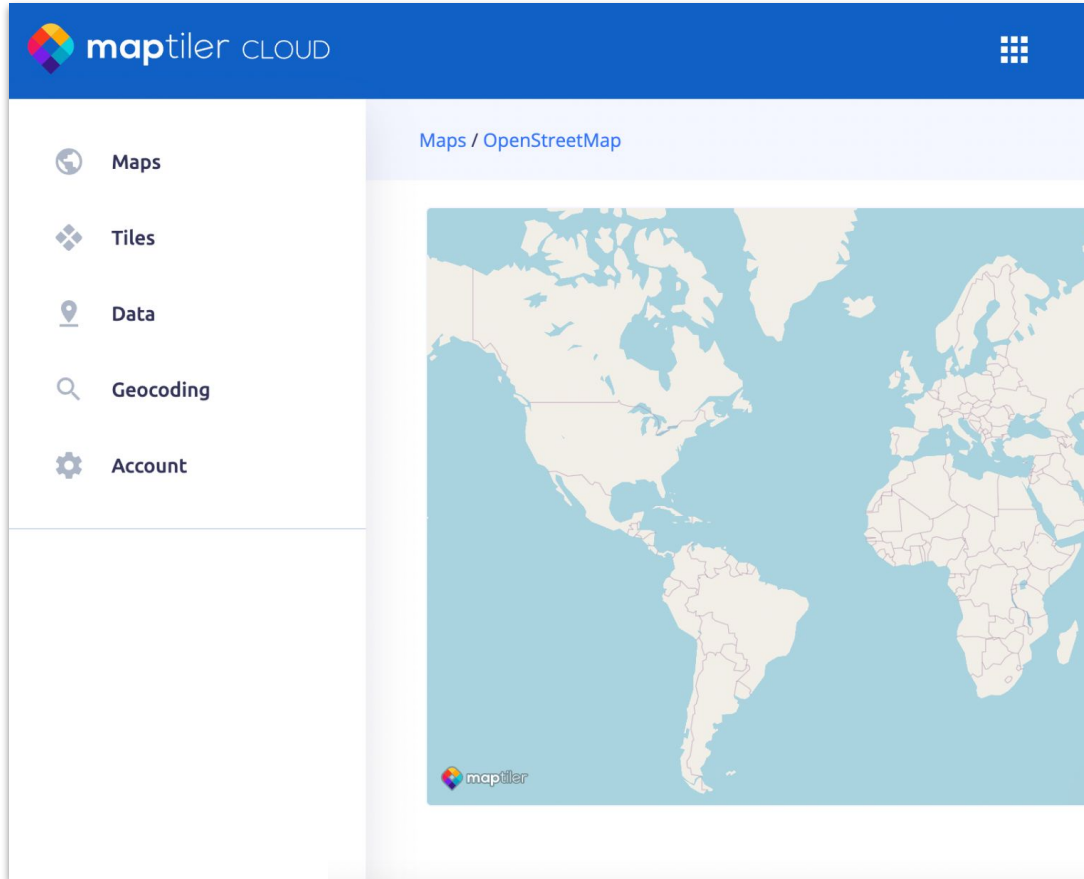 maptiler CLOUD
Maps / OpenStreetMap
Maps
Tiles
Data
Geocoding
Account
maptiler